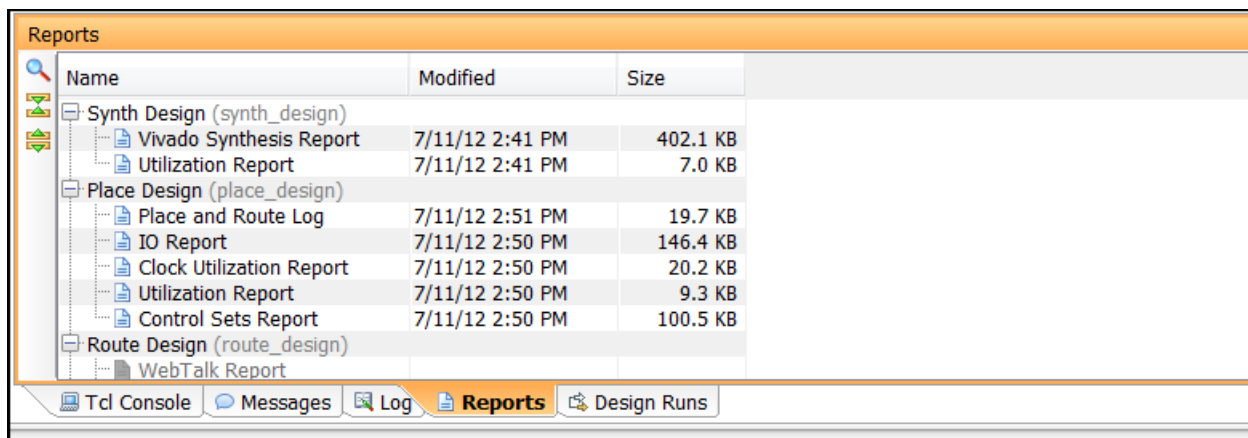 Reports
Name Modified Size
Synth Design (synth_design)
Vivado Synthesis Report 7/11/12 2:41 PM 402.1 KB
Utilization Report 7/11/12 2:41 PM 7.0 KB
Place Design (place_design)
Place and Route Log 7/11/12 2:51 PM 19.7 KB
IO Report 7/11/12 2:50 PM 146.4 KB
Clock Utilization Report 7/11/12 2:50 PM 20.2 KB
Utilization Report 7/11/12 2:50 PM 9.3 KB
Control Sets Report 7/11/12 2:50 PM 100.5 KB
Route Design (route_design)
WebTalk Report
Tcl Console Messages Log Reports Design Runs